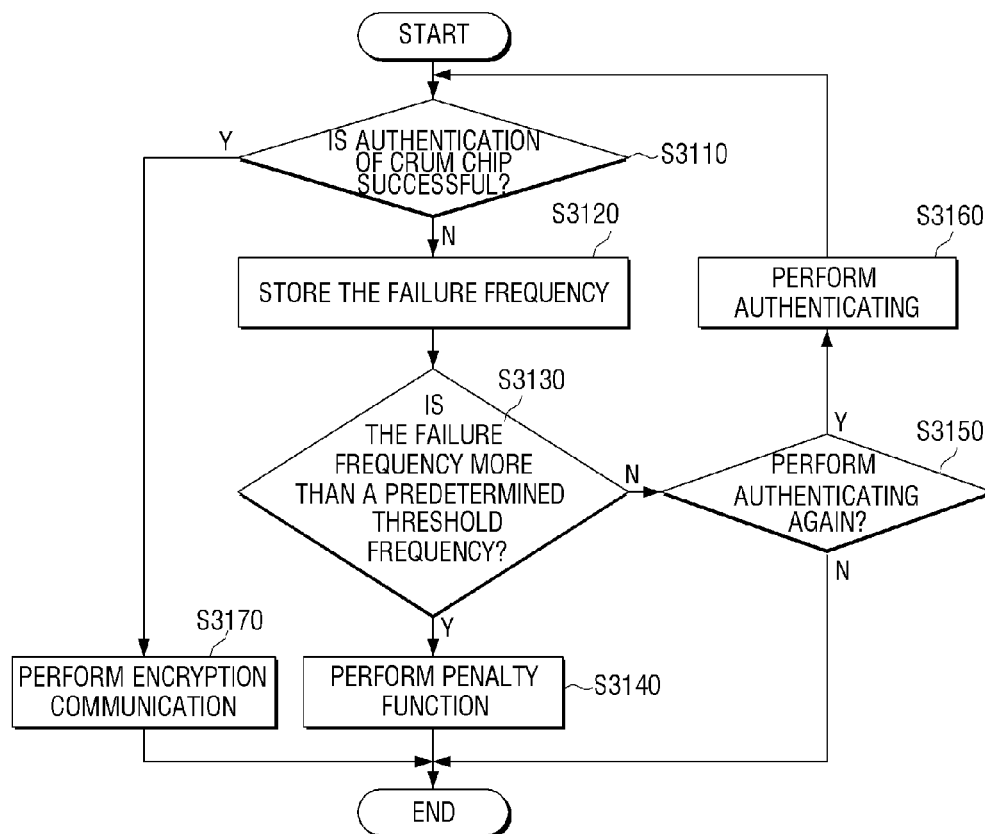 START
Y
IS AUTHENTICATION
OF CRUM CHIP
SUCCESSFUL?
S3110
N
S3120
STORE THE FAILURE FREQUENCY
S3160
PERFORM
AUTHENTICATING
S3130
IS
THE FAILURE
FREQUENCY MORE
THAN A PREDETERMINED
THRESHOLD
FREQUENCY?
N
Y
S3150
PERFORM
AUTHENTICATING
AGAIN?
N
Y
S3170
PERFORM ENCRYPTION
COMMUNICATION
PERFORM PENALTY
FUNCTION
S3140
END